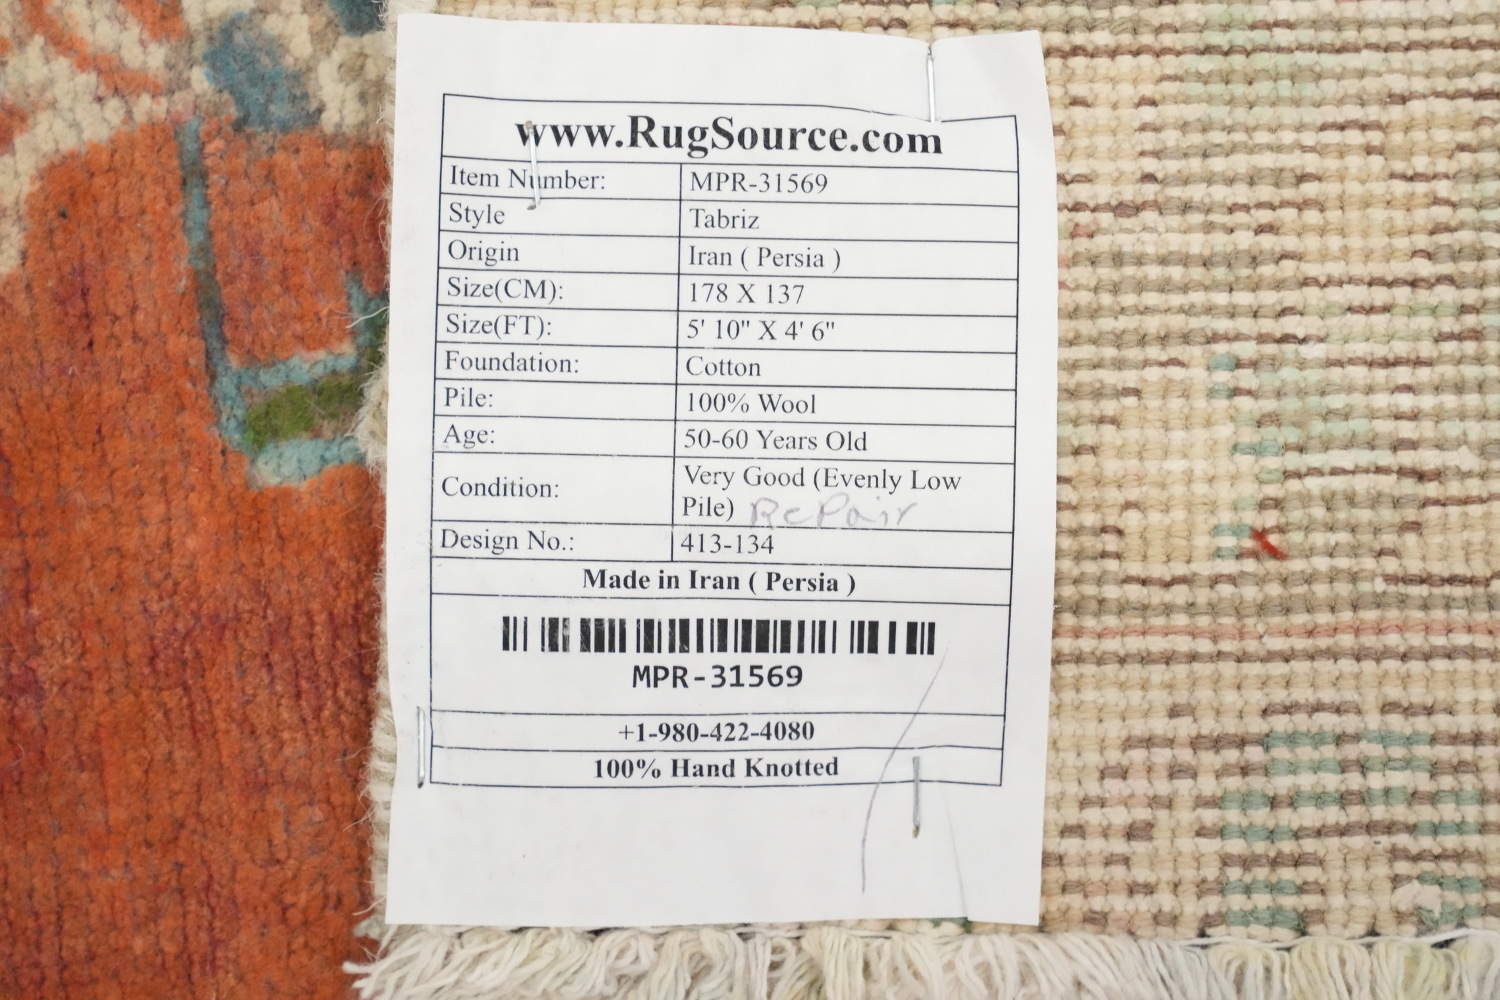 www.RugSource.com
Item Number: MPR-31569
Style Tabriz
Origin Iran ( Persia )
Size(CM): 178 X 137
Size(FT): 5' 10" X 4' 6"
Foundation: Cotton
Pile: 100% Wool
Age: 50-60 Years Old
Condition: Very Good (Evenly Low
Pile) Repair
Design No.: 413-134
Made in Iran ( Persia )
MPR-31569
+1-980-422-4080
100% Hand Knotted